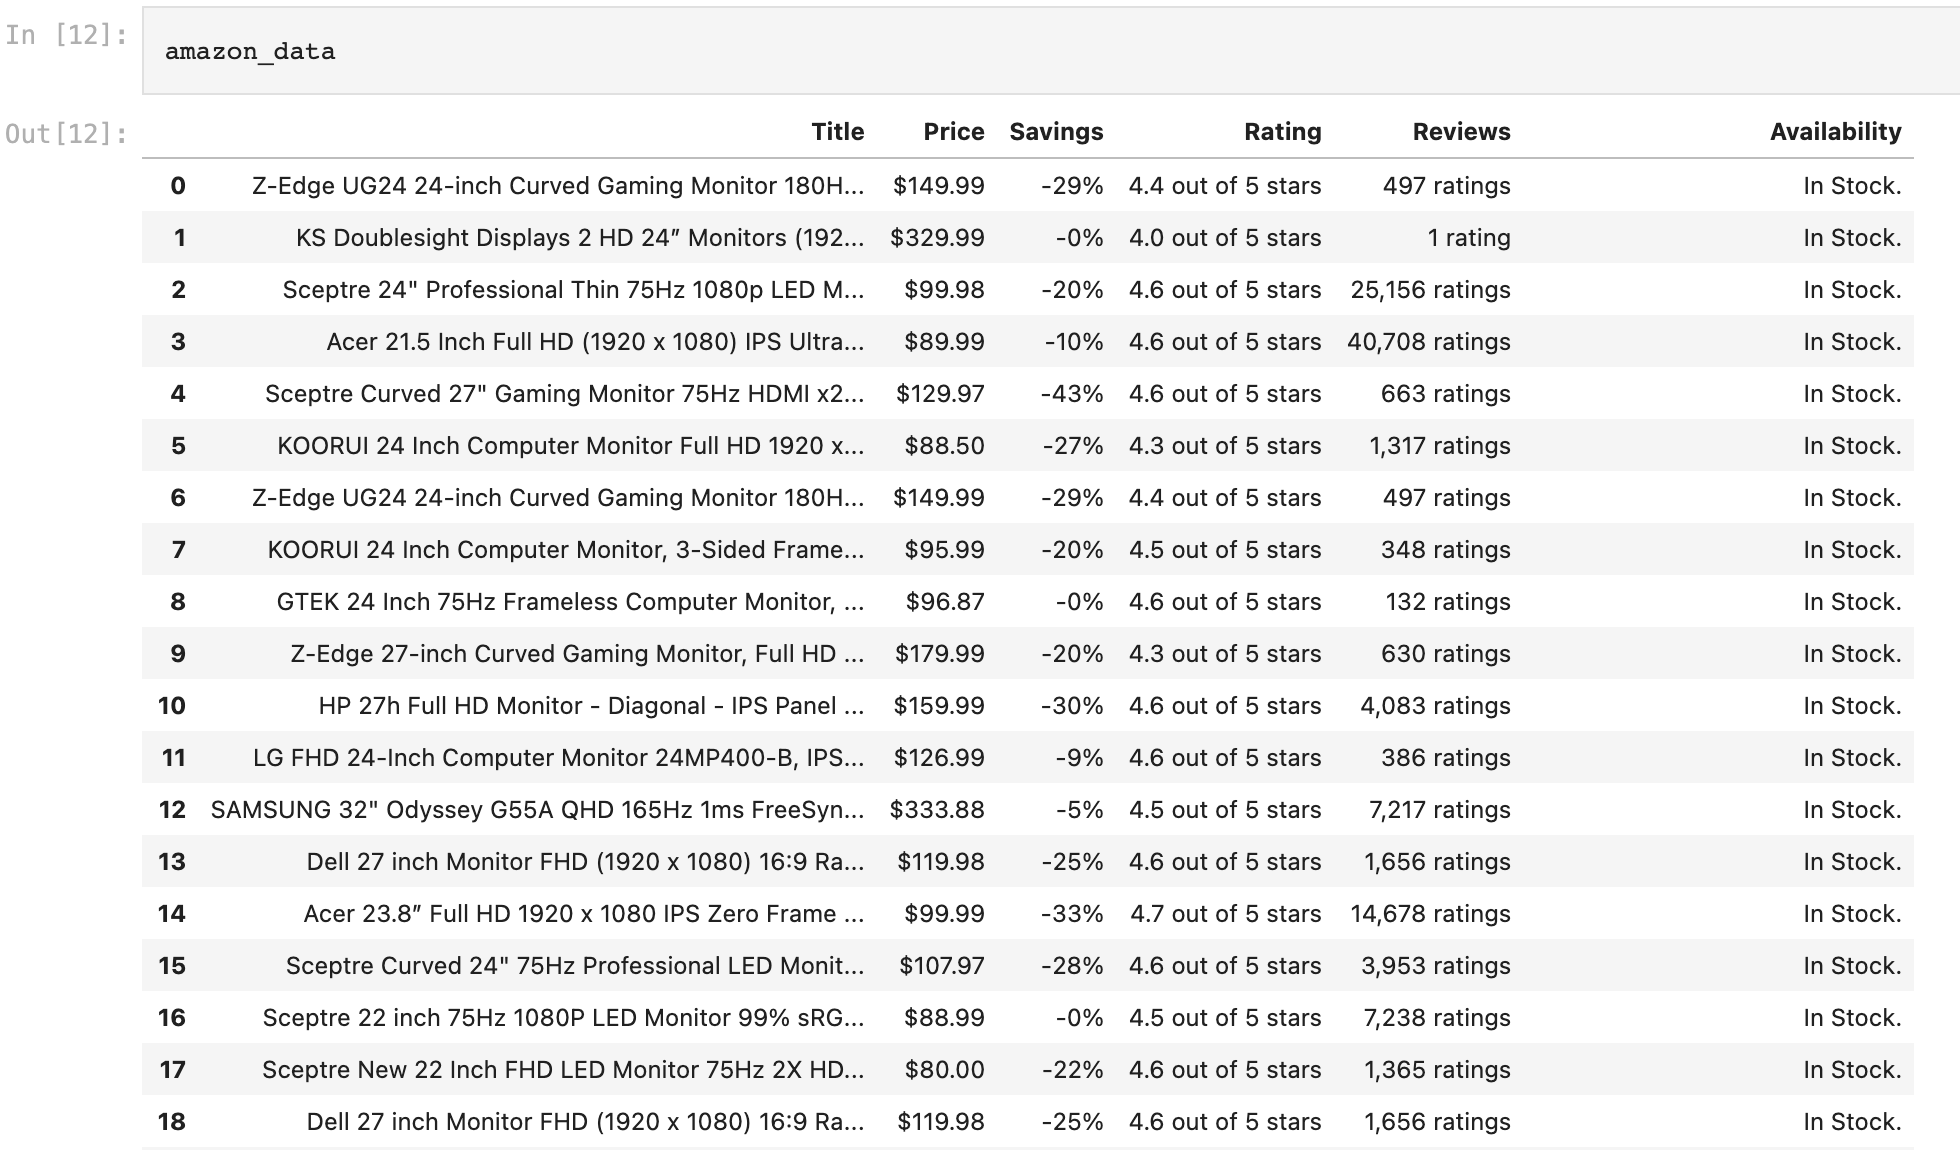 In [12]:
amazon_data
Out[12]:
Title Price Savings Rating Reviews Availability
0 Z-Edge UG24 24-inch Curved Gaming Monitor 180H... $149.99 -29% 4.4 out of 5 stars 497 ratings In Stock.
1 KS Doublesight Displays 2 HD 24″ Monitors (192... $329.99 -0% 4.0 out of 5 stars 1 rating In Stock.
2 Sceptre 24" Professional Thin 75Hz 1080p LED M... $99.98 -20% 4.6 out of 5 stars 25,156 ratings In Stock.
3 Acer 21.5 Inch Full HD (1920 x 1080) IPS Ultra... $89.99 -10% 4.6 out of 5 stars 40,708 ratings In Stock.
4 Sceptre Curved 27" Gaming Monitor 75Hz HDMI x2... $129.97 -43% 4.6 out of 5 stars 663 ratings In Stock.
5 KOORUI 24 Inch Computer Monitor Full HD 1920 x... $88.50 -27% 4.3 out of 5 stars 1,317 ratings In Stock.
6 Z-Edge UG24 24-inch Curved Gaming Monitor 180H... $149.99 -29% 4.4 out of 5 stars 497 ratings In Stock.
7 KOORUI 24 Inch Computer Monitor, 3-Sided Frame... $95.99 -20% 4.5 out of 5 stars 348 ratings In Stock.
8 GTEK 24 Inch 75Hz Frameless Computer Monitor, ... $96.87 -0% 4.6 out of 5 stars 132 ratings In Stock.
9 Z-Edge 27-inch Curved Gaming Monitor, Full HD ... $179.99 -20% 4.3 out of 5 stars 630 ratings In Stock.
10 HP 27h Full HD Monitor - Diagonal - IPS Panel ... $159.99 -30% 4.6 out of 5 stars 4,083 ratings In Stock.
11 LG FHD 24-Inch Computer Monitor 24MP400-B, IPS... $126.99 -9% 4.6 out of 5 stars 386 ratings In Stock.
12 SAMSUNG 32" Odyssey G55A QHD 165Hz 1ms FreeSyn... $333.88 -5% 4.5 out of 5 stars 7,217 ratings In Stock.
13 Dell 27 inch Monitor FHD (1920 x 1080) 16:9 Ra... $119.98 -25% 4.6 out of 5 stars 1,656 ratings In Stock.
14 Acer 23.8″ Full HD 1920 x 1080 IPS Zero Frame ... $99.99 -33% 4.7 out of 5 stars 14,678 ratings In Stock.
15 Sceptre Curved 24" 75Hz Professional LED Monit... $107.97 -28% 4.6 out of 5 stars 3,953 ratings In Stock.
16 Sceptre 22 inch 75Hz 1080P LED Monitor 99% sRG... $88.99 -0% 4.5 out of 5 stars 7,238 ratings In Stock.
17 Sceptre New 22 Inch FHD LED Monitor 75Hz 2X HD... $80.00 -22% 4.6 out of 5 stars 1,365 ratings In Stock.
18 Dell 27 inch Monitor FHD (1920 x 1080) 16:9 Ra... $119.98 -25% 4.6 out of 5 stars 1,656 ratings In Stock.